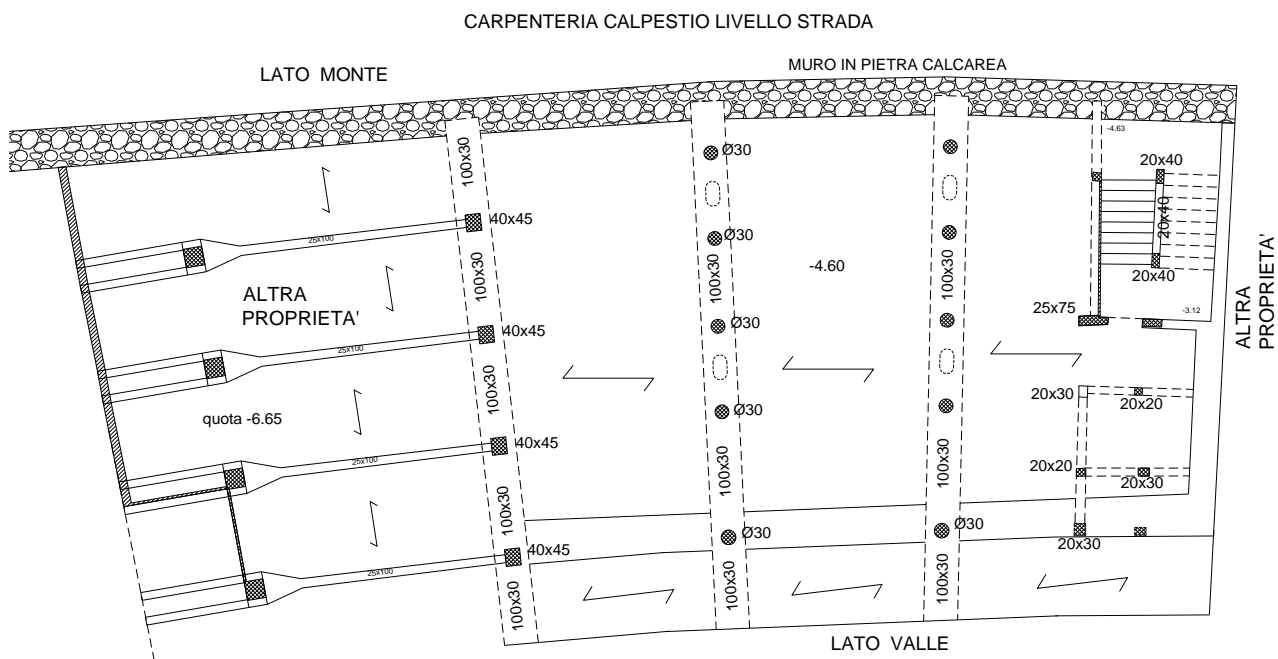 CARPENTERIA CALPESTIO LIVELLO STRADA
LATO MONTE
MURO IN PIETRA CALCAREA
-4.63
100x30
Ø30
20x40
40x45
25x100
20x40
Ø30
100x30
100x30
100x30
-4.60
20x40
ALTRA
PROPRIETA'
ALTRA
PROPRIETA'
25x75
-3.12
40x45
25x100
Ø30
100x30
20x30
20x20
Ø30
quota -6.65
40x45
25x100
100x30
100x30
20x20
20x30
100x30
Ø30
Ø30
20x30
40x45
25x100
100x30
100x30
100x30
LATO VALLE